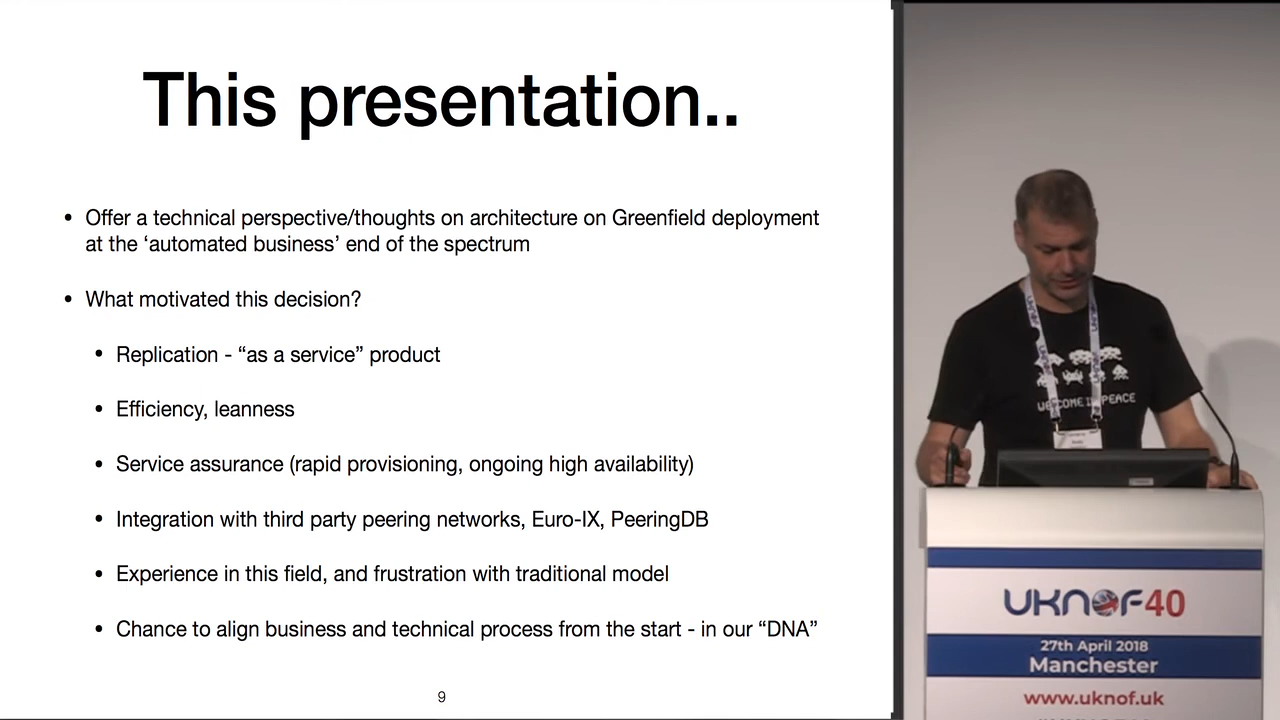 This presentation..
• Offer a technical perspective/thoughts on architecture on Greenfield deployment
at the ‘automated business’ end of the spectrum
• What motivated this decision?
• Replication - “as a service” product
• Efficiency, leanness
• Service assurance (rapid provisioning, ongoing high availability)
• Integration with third party peering networks, Euro-IX, PeeringDB
• Experience in this field, and frustration with traditional model
• Chance to align business and technical process from the start - in our “DNA”
9
WE COME IN PEACE
UKNOF40
27th April 2018
Manchester
www.uknof.uk